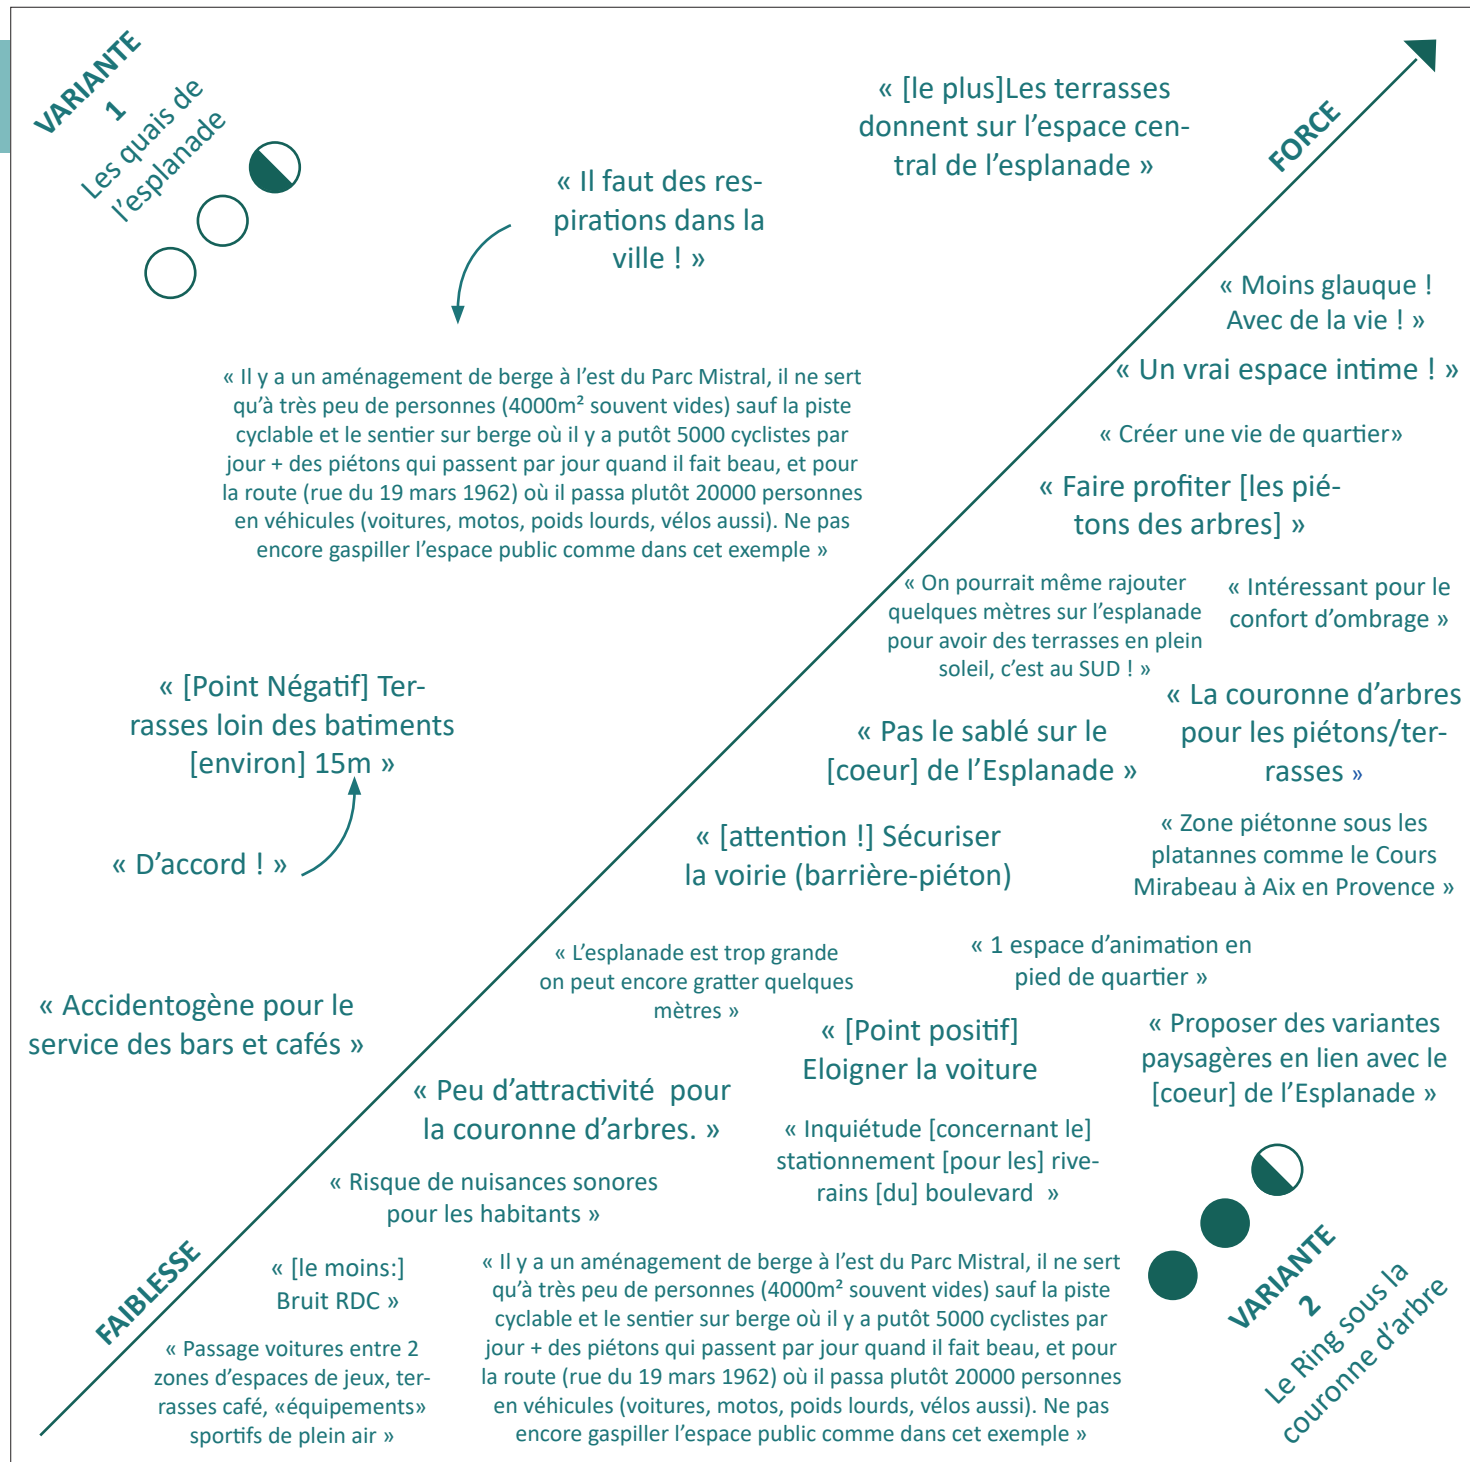 VARIANTE
1
Les quais de
l’esplanade
« [le plus]Les terrasses
donnent sur l’espace cen-
tral de l’esplanade »
FORCE
« Il faut des res-
pirations dans la
ville ! »
« Moins glauque !
Avec de la vie ! »
« Un vrai espace intime ! »
« Il y a un aménagement de berge à l’est du Parc Mistral, il ne sert
qu’à très peu de personnes (4000m² souvent vides) sauf la piste
cyclable et le sentier sur berge où il y a putôt 5000 cyclistes par
jour + des piétons qui passent par jour quand il fait beau, et pour
la route (rue du 19 mars 1962) où il passa plutôt 20000 personnes
en véhicules (voitures, motos, poids lourds, vélos aussi). Ne pas
encore gaspiller l’espace public comme dans cet exemple »
« Créer une vie de quartier»
« Faire profiter [les pié-
tons des arbres] »
« On pourrait même rajouter
quelques mètres sur l’esplanade
pour avoir des terrasses en plein
soleil, c’est au SUD ! »
« Intéressant pour le
confort d’ombrage »
« [Point Négatif] Ter-
rasses loin des batiments
[environ] 15m »
« D’accord ! »
« Pas le sablé sur le
[coeur] de l’Esplanade »
« La couronne d’arbres
pour les piétons/ter-
rasses »
« [attention !] Sécuriser
la voirie (barrière-piéton)
« Zone piétonne sous les
platannes comme le Cours
Mirabeau à Aix en Provence »
« L’esplanade est trop grande
on peut encore gratter quelques
mètres »
« 1 espace d’animation en
pied de quartier »
« Accidentogène pour le
service des bars et cafés »
« [Point positif]
Eloigner la voiture
« Proposer des variantes
paysagères en lien avec le
[coeur] de l’Esplanade »
« Peu d’attractivité  pour
la couronne d’arbres. »
« Inquiétude [concernant le]
stationnement [pour les] rive-
rains [du] boulevard  »
« Risque de nuisances sonores
pour les habitants »
FAIBLESSE
« [le moins:]
Bruit RDC »
« Passage voitures entre 2
zones d’espaces de jeux, ter-
rasses café, «équipements»
sportifs de plein air »
« Il y a un aménagement de berge à l’est du Parc Mistral, il ne sert
qu’à très peu de personnes (4000m² souvent vides) sauf la piste
cyclable et le sentier sur berge où il y a putôt 5000 cyclistes par
jour + des piétons qui passent par jour quand il fait beau, et pour
la route (rue du 19 mars 1962) où il passa plutôt 20000 personnes
en véhicules (voitures, motos, poids lourds, vélos aussi). Ne pas
encore gaspiller l’espace public comme dans cet exemple »
VARIANTE
2
Le Ring sous la
couronne d’arbre